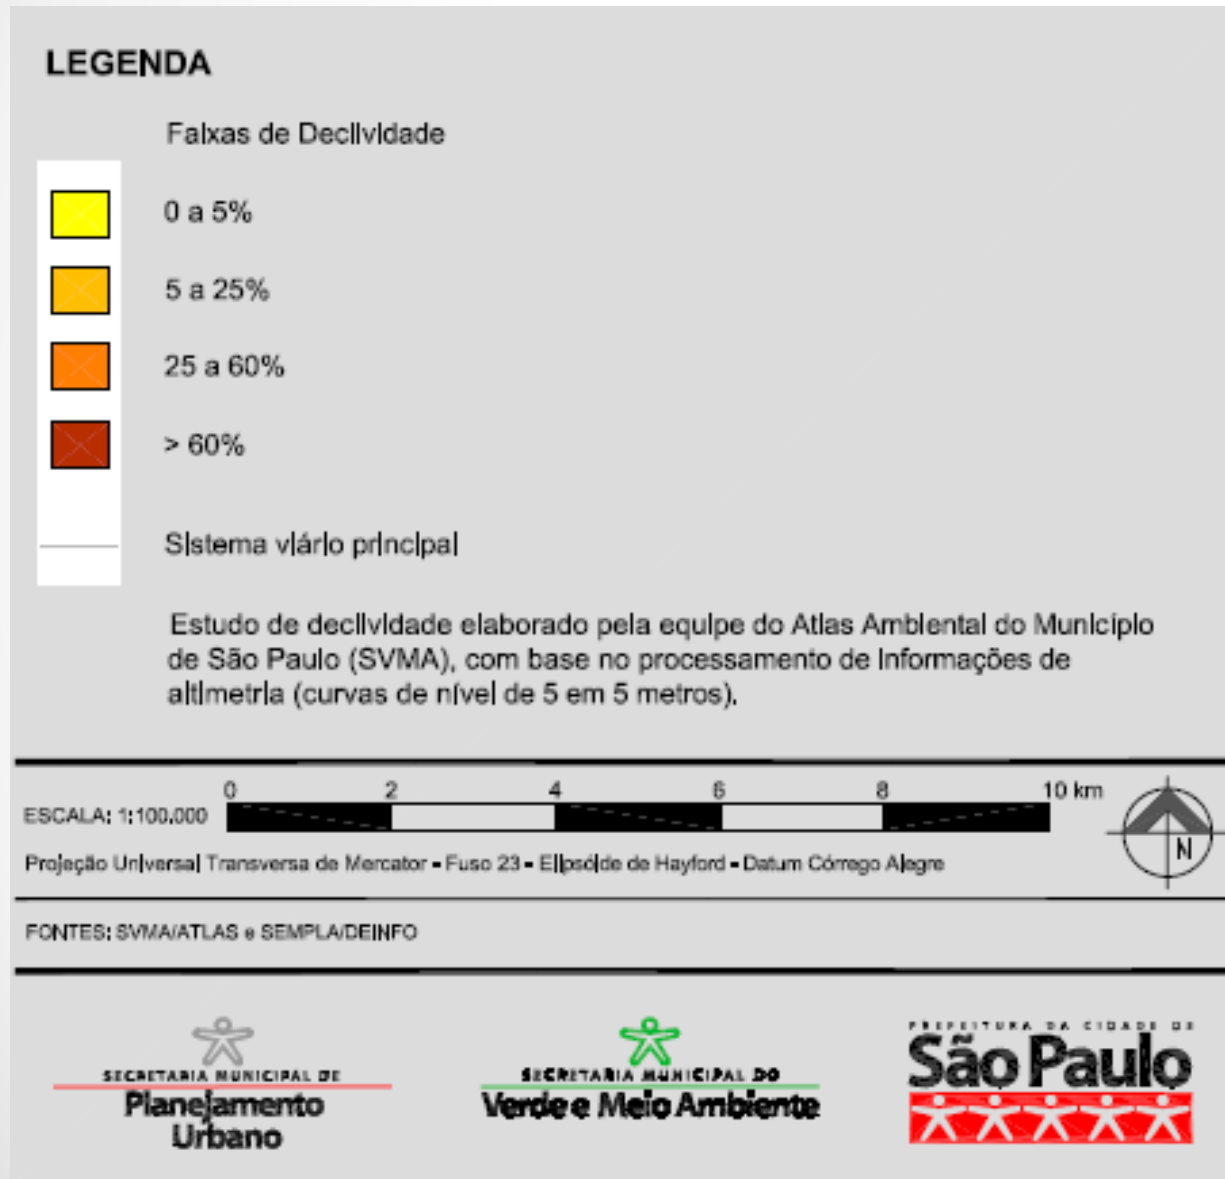 LEGENDA
Faixas de Declividade
0 a 5%
5 a 25%
25 a 60%
> 60%
Sistema viário principal
Estudo de declividade elaborado pela equipe do Atlas Ambiental do Município
de São Paulo (SVMA), com base no processamento de informações de
altimetria (curvas de nível de 5 em 5 metros).
0 2 4 6 8 10 km
ESCALA: 1:100.000
N
Projeção Universal Transversa de Mercator - Fuso 23 - Elipsóide de Hayford - Datum Córrego Alegre
FONTES: SVMA/ATLAS e SEMPLA/DEINFO
SECRETARIA MUNICIPAL DE
Planejamento
Urbano
SECRETARIA MUNICIPAL DO
Verde e Meio Ambiente
PREFEITURA DA CIDADE DE
São Paulo